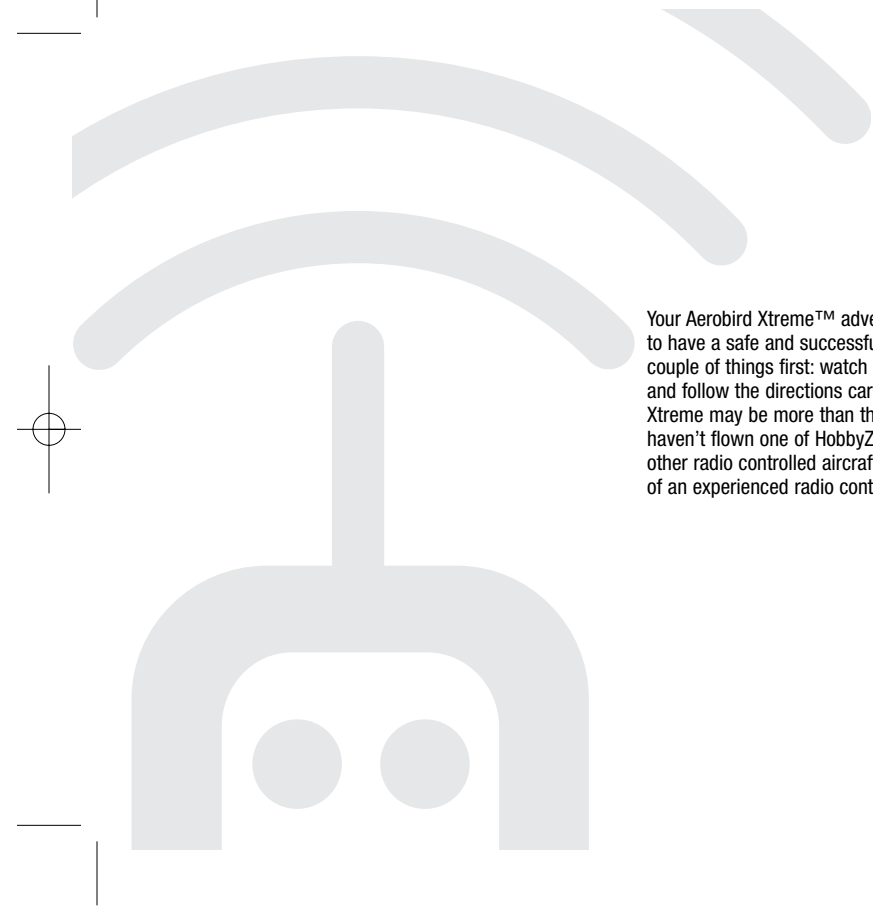 Your Aerobird Xtreme™ adve
to have a safe and successfu
couple of things first: watch
and follow the directions car
Xtreme may be more than th
haven’t flown one of HobbyZ
other radio controlled aircraf
of an experienced radio cont